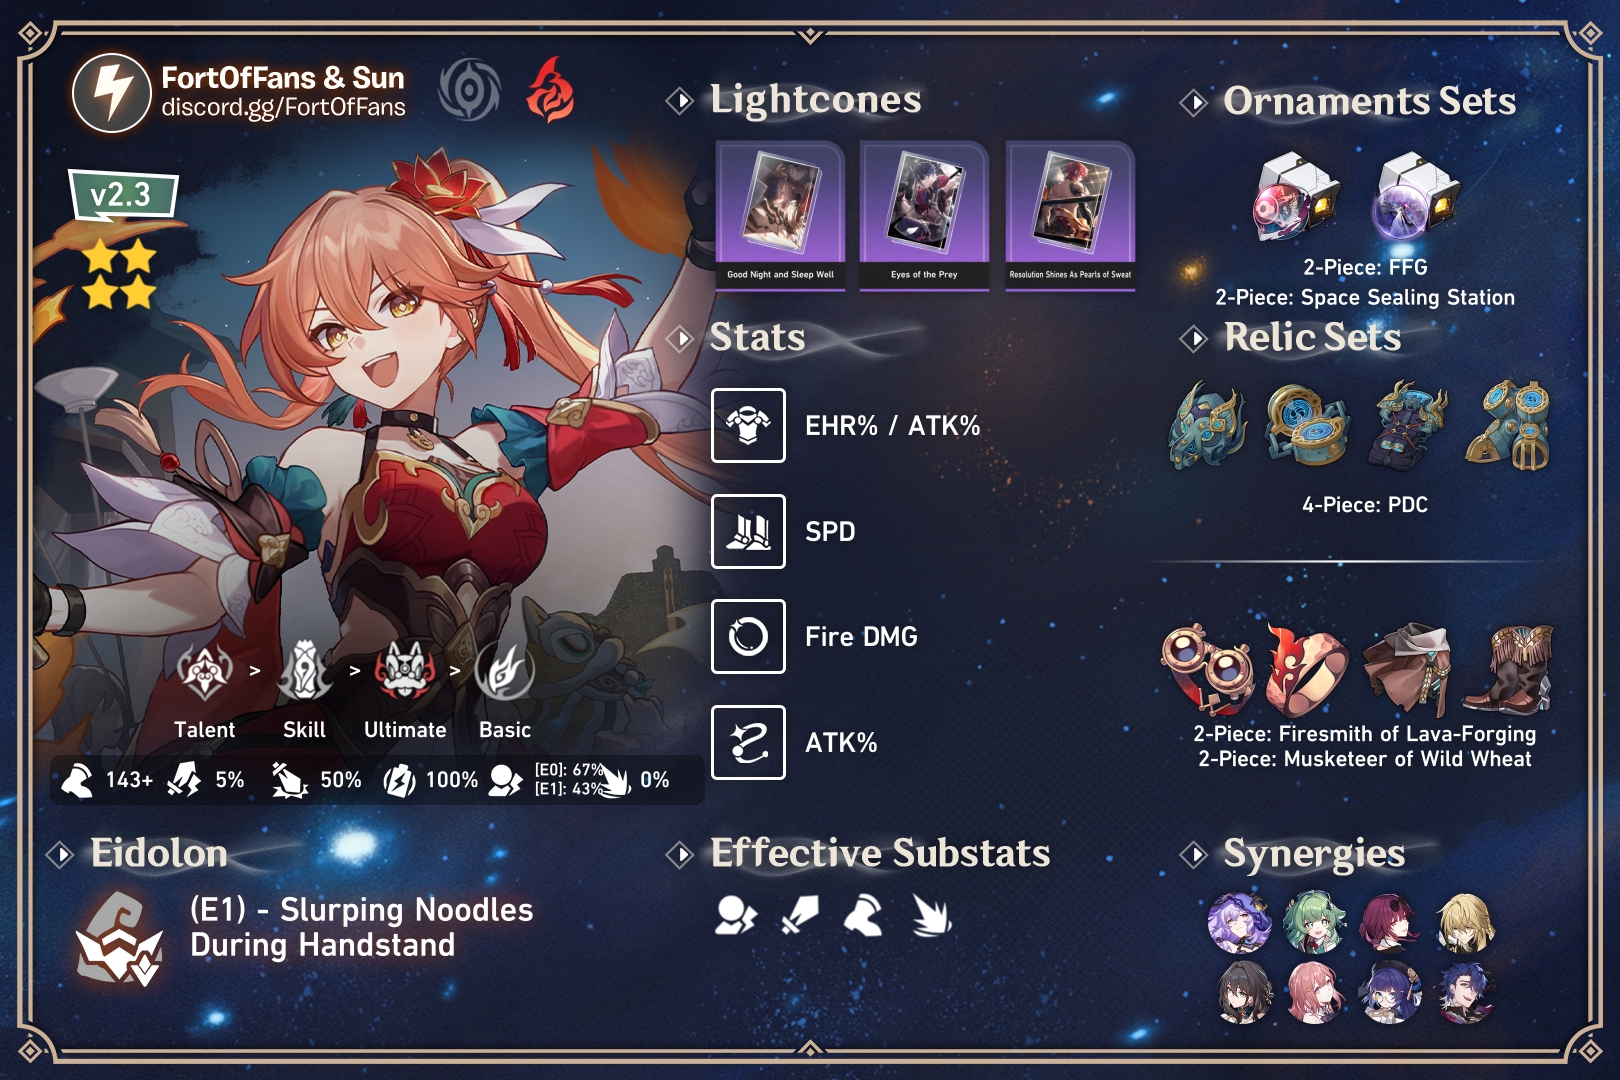 FortOfFans & Sun
discord.gg/FortOfFans
v2.3
Talent > Skill > Ultimate > Basic
143+ 5% 50% 100% [E0]: 67% 0%
[E1]: 43%
Eidolon
(E1) - Slurping Noodles
During Handstand
Lightcones
Good Night and Sleep Well
Eyes of the Prey
Resolution Shines As Pearls of Sweat
Stats
EHR% / ATK%
SPD
Fire DMG
ATK%
Effective Substats
Ornaments Sets
2-Piece: FFG
2-Piece: Space Sealing Station
Relic Sets
4-Piece: PDC
2-Piece: Firesmith of Lava-Forging
2-Piece: Musketeer of Wild Wheat
Synergies